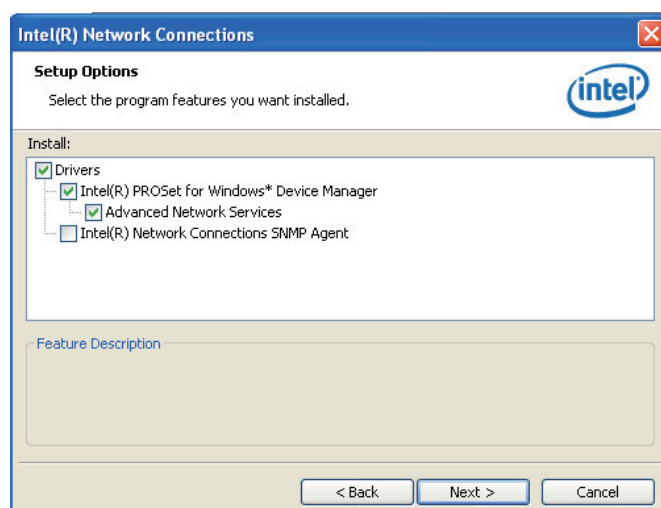 Intel(R) Network Connections
Setup Options
Select the program features you want installed.
intel
Install:
Drivers
Intel(R) PROSet for Windows* Device Manager
Advanced Network Services
Intel(R) Network Connections SNMP Agent
Feature Description
< Back
Next >
Cancel